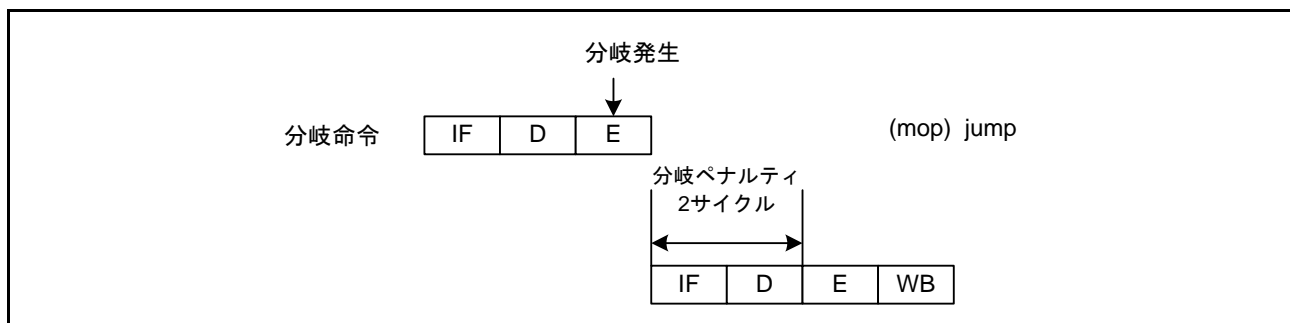 分岐発生
分岐命令 IF D E (mop) jump
分岐ペナルティ
2サイクル
IF D E WB